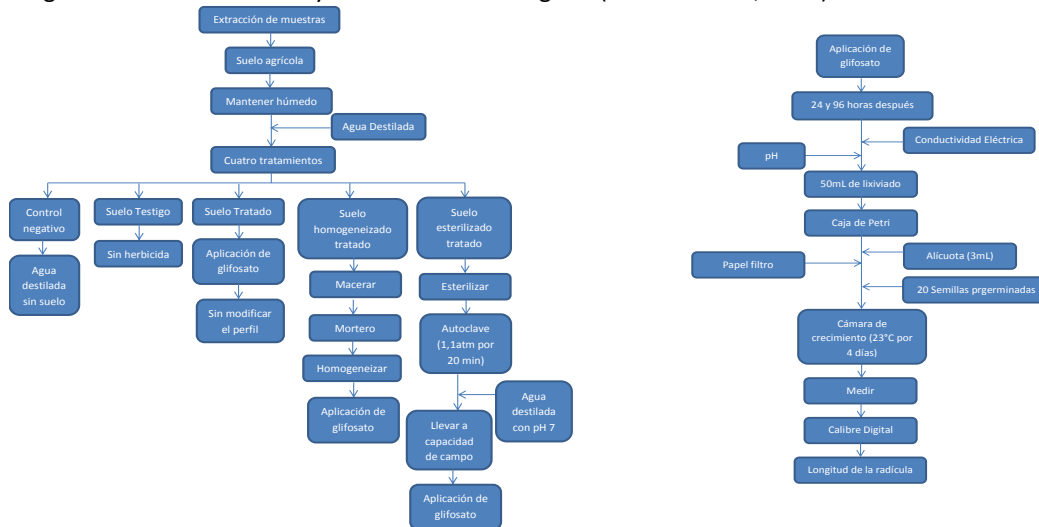 Extracción de muestras
Suelo agrícola
Mantener húmedo
Agua Destilada
Cuatro tratamientos
Control
negativo
Agua
destilada
sin suelo
Suelo Testigo
Sin herbicida
Suelo Tratado
Aplicación de
glifosato
Sin modificar
el perfil
Suelo
homogeneizado
tratado
Macerar
Mortero
Homogeneizar
Aplicación de
glifosato
Suelo
esterilizado
tratado
Esterilizar
Autoclave
(1,1atm por
20 min)
Agua
destilada
con pH 7
Llevar a
capacidad
de campo
Aplicación de
glifosato
Aplicación de
glifosato
24 y 96 horas después
Conductividad Eléctrica
pH
50mL de lixiviado
Caja de Petri
Alícuota (3mL)
Papel filtro
20 Semillas prgerminadas
Cámara de
crecimiento (23°C por
4 días)
Medir
Calibre Digital
Longitud de la radícula